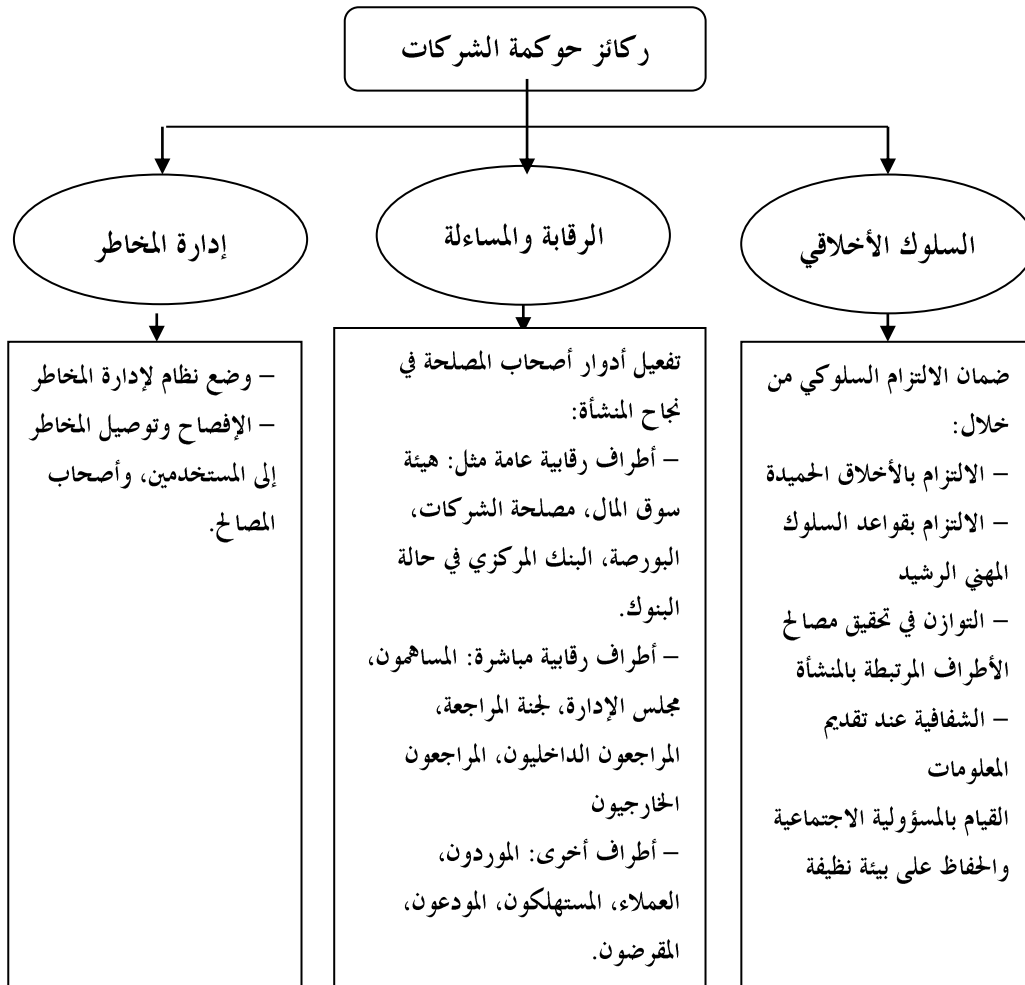 ركائز حوكمة الشركات
السلوك الأخلاقي
الرقابة والمساءلة
إدارة المخاطر
ضمان الالتزام السلوكي من
خلال:
– الالتزام بالأخلاق الحميدة
– الالتزام بقواعد السلوك
المهني الرشيد
– التوازن في تحقيق مصالح
الأطراف المرتبطة بالمنشأة
– الشفافية عند تقديم
المعلومات
القيام بالمسؤولية الاجتماعية
والحفاظ على بيئة نظيفة
تفعيل أدوار أصحاب المصلحة في
نجاح المنشأة:
– أطراف رقابية عامة مثل: هيئة
سوق المال، مصلحة الشركات،
البورصة، البنك المركزي في حالة
البنوك.
– أطراف رقابية مباشرة: المساهمون،
مجلس الإدارة، لجنة المراجعة،
المراجعون الداخليون، المراجعون
الخارجيون
– أطراف أخرى: الموردون،
العملاء، المستهلكون، المودعون،
المقرضون.
– وضع نظام لإدارة المخاطر
– الإفصاح وتوصيل المخاطر
إلى المستخدمين، وأصحاب
المصالح.